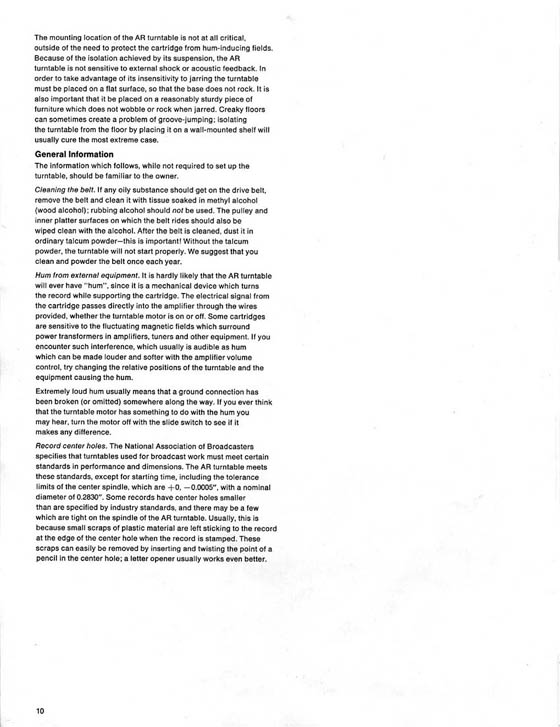 The mounting location of the AR turntable is not at all critical,
outside of the need to protect the cartridge from hum-inducing fields.
Because of the isolation achieved by its suspension, the AR
turntable is not sensitive to external shock or acoustic feedback. In
order to take advantage of its insensitivity to jarring the turntable
must be placed on a flat surface, so that the base does not rock. It is
also important that it be placed on a reasonably sturdy piece of
furniture which does not wobble or rock when jarred. Creaky floors
can sometimes create a problem of groove-jumping; isolating
the turntable from the floor by placing it on a wall-mounted shelf will
usually cure the most extreme case.
General Information
The information which follows, while not required to set up the
turntable, should be familiar to the owner.
Cleaning the belt. If any oily substance should get on the drive belt,
remove the belt and clean it with tissue soaked in methyl alcohol
(wood alcohol); rubbing alcohol should not be used. The pulley and
inner platter surfaces on which the belt rides should also be
wiped clean with the alcohol. After the belt is cleaned, dust it in
ordinary talcum powder—this is important! Without the talcum
powder, the turntable will not start properly. We suggest that you
clean and powder the belt once each year.
Hum from external equipment. It is hardly likely that the AR turntable
will ever have "hum", since it is a mechanical device which turns
the record while supporting the cartridge. The electrical signal from
the cartridge passes directly into the amplifier through the wires
provided, whether the turntable motor is on or off. Some cartridges
are sensitive to the fluctuating magnetic fields which surround
power transformers in amplifiers, tuners and other equipment. If you
encounter such interference, which usually is audible as hum
which can be made louder and softer with the amplifier volume
control, try changing the relative positions of the turntable and the
equipment causing the hum.
Extremely loud hum usually means that a ground connection has
been broken (or omitted) somewhere along the way. If you ever think
that the turntable motor has something to do with the hum you
may hear, turn the motor off with the slide switch to see if it
makes any difference.
Record center holes. The National Association of Broadcasters
specifies that turntables used for broadcast work must meet certain
standards in performance and dimensions. The AR turntable meets
these standards, except for starting time, including the tolerance
limits of the center spindle, which are +0, −0.0005", with a nominal
diameter of 0.2830". Some records have center holes smaller
than are specified by industry standards, and there may be a few
which are tight on the spindle of the AR turntable. Usually, this is
because small scraps of plastic material are left sticking to the record
at the edge of the center hole when the record is stamped. These
scraps can easily be removed by inserting and twisting the point of a
pencil in the center hole; a letter opener usually works even better.
10